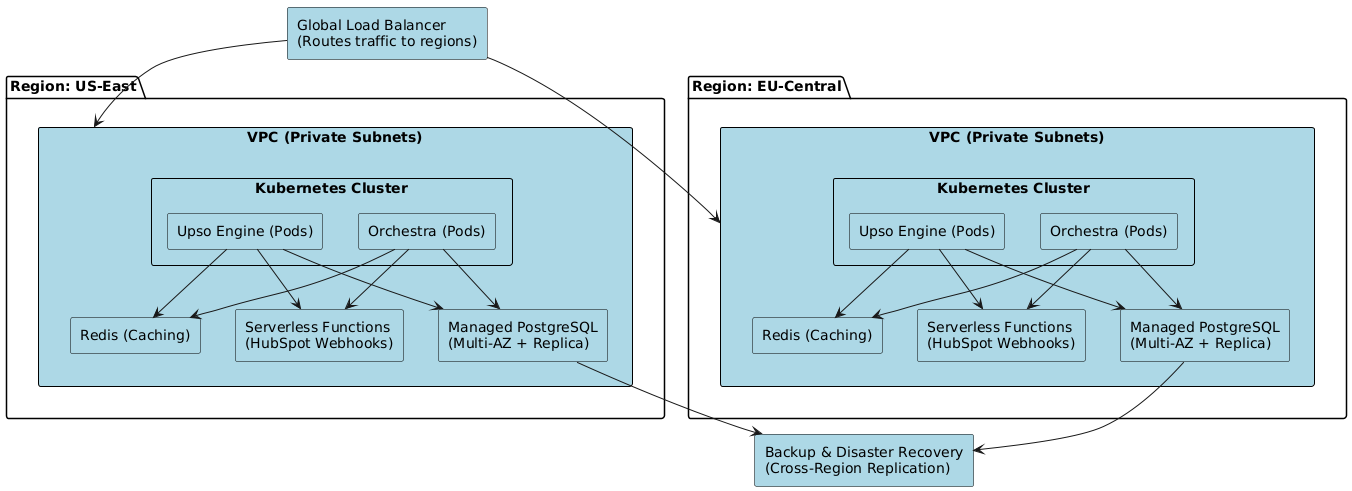 Global Load Balancer
(Routes traffic to regions)
Region: US-East
VPC (Private Subnets)
Kubernetes Cluster
Upso Engine (Pods)
Orchestra (Pods)
Redis (Caching)
Serverless Functions
(HubSpot Webhooks)
Managed PostgreSQL
(Multi-AZ + Replica)
Region: EU-Central
VPC (Private Subnets)
Kubernetes Cluster
Upso Engine (Pods)
Orchestra (Pods)
Redis (Caching)
Serverless Functions
(HubSpot Webhooks)
Managed PostgreSQL
(Multi-AZ + Replica)
Backup & Disaster Recovery
(Cross-Region Replication)